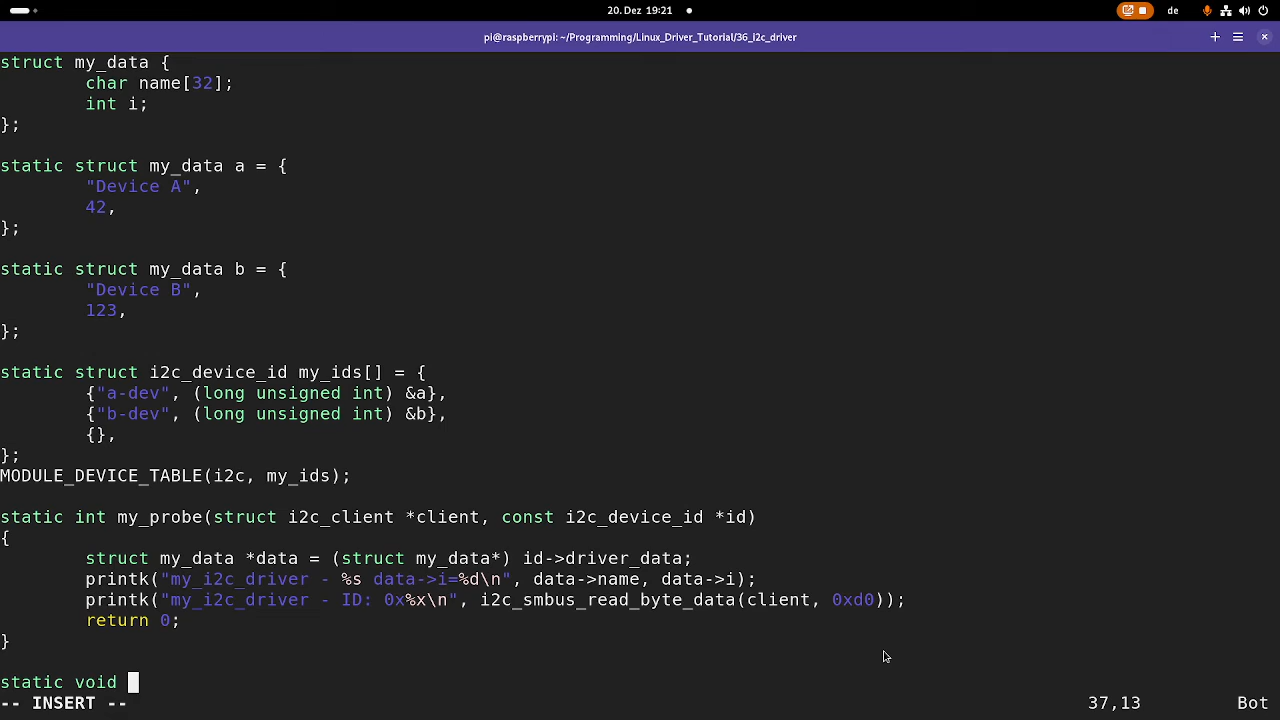 20. Dez 19:21
de
pi@raspberrypi: ~/Programming/Linux_Driver_Tutorial/36_i2c_driver
struct my_data {
        char name[32];
        int i;
};

static struct my_data a = {
        "Device A",
        42,
};

static struct my_data b = {
        "Device B",
        123,
};

static struct i2c_device_id my_ids[] = {
        {"a-dev", (long unsigned int) &a},
        {"b-dev", (long unsigned int) &b},
        {},
};
MODULE_DEVICE_TABLE(i2c, my_ids);

static int my_probe(struct i2c_client *client, const i2c_device_id *id)
{
        struct my_data *data = (struct my_data*) id->driver_data;
        printk("my_i2c_driver - %s data->i=%d\n", data->name, data->i);
        printk("my_i2c_driver - ID: 0x%x\n", i2c_smbus_read_byte_data(client, 0xd0));
        return 0;
}

static void
-- INSERT --
37,13
Bot